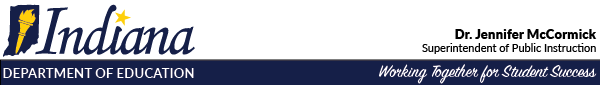 Indiana
Dr. Jennifer McCormick
Superintendent of Public Instruction
DEPARTMENT OF EDUCATION
Working Together for Student Success